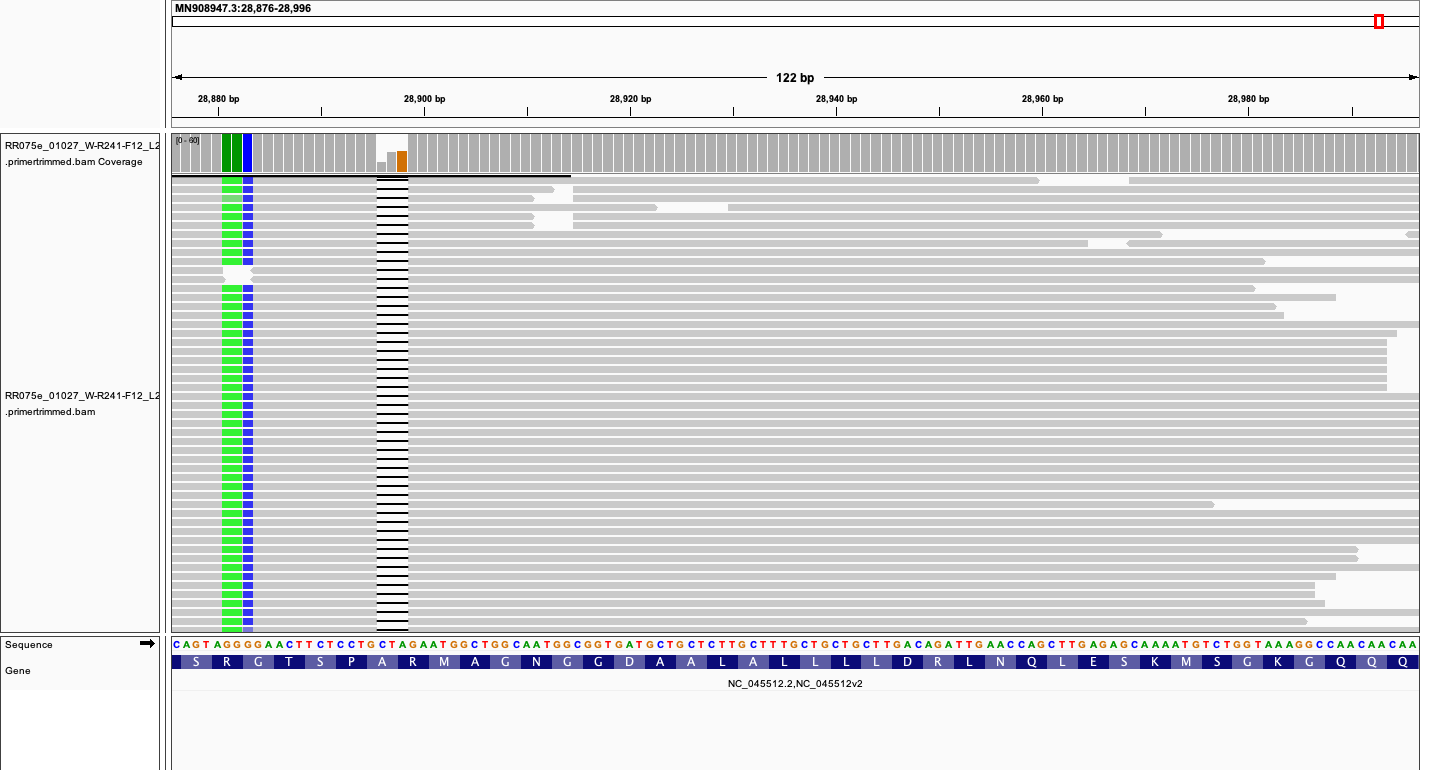 MN908947.3:28,876-28,996
122 bp
28,880 bp 28,900 bp 28,920 bp 28,940 bp 28,960 bp 28,980 bp
[0 - 60]
RR075e_01027_W-R241-F12_L2
.primertrimmed.bam Coverage
RR075e_01027_W-R241-F12_L2
.primertrimmed.bam
Sequence C A G T A G G G G A A C T T C T C C T G C T A G A A T G G C T G G C A A T G G C G G T G A T G C T G C T C T T G C T T T G C T G C T G C T T G A C A G A T T G A A C C A G C T T G A G A G C A A A A T G T C T G G T A A A G G C C A A C A A C A A
Gene S R G T S P A R M A G N G G D A A L A L L L L D R L N Q L E S K M S G K G Q Q Q
NC_045512.2,NC_045512v2